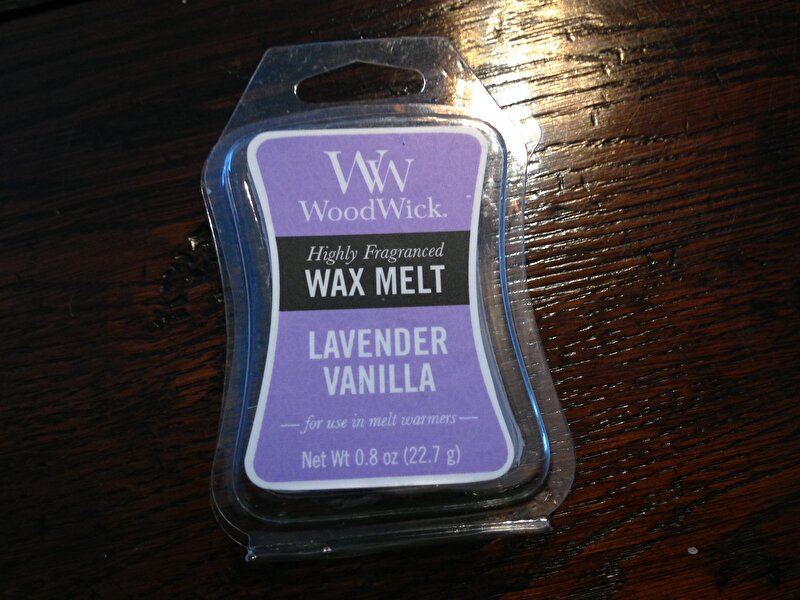 WW
WoodWick.
Highly Fragranced
WAX MELT
LAVENDER
VANILLA
— for use in melt warmers —
Net Wt 0.8 oz (22.7 g)